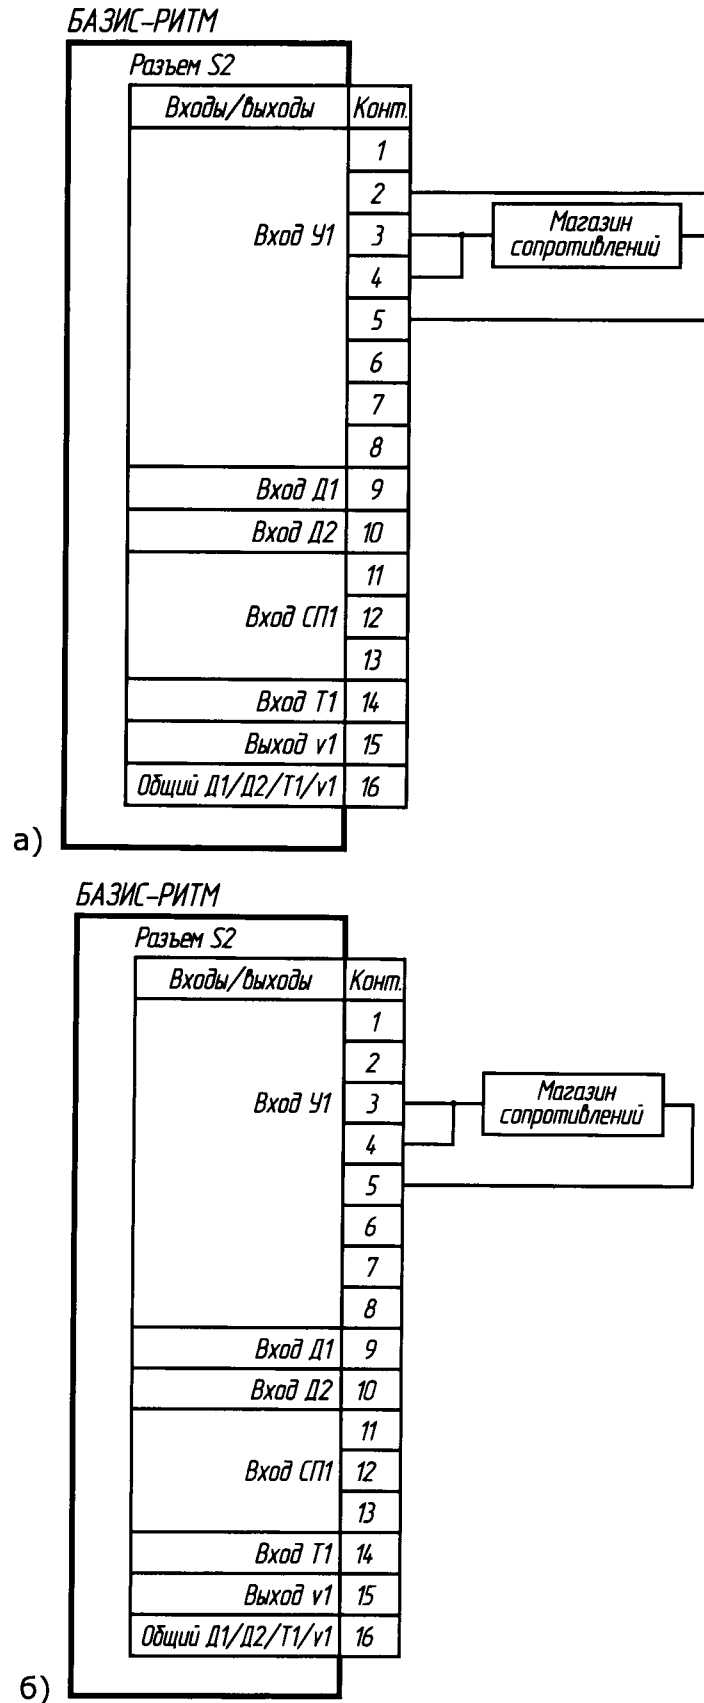 БАЗИС-РИТМ
Разъем S2
Входы/выходы Конт.
1
2
Вход У1 3
4
5
6
7
8
Магазин
сопротивлений
Вход Д1 9
Вход Д2 10
11
Вход СП1 12
13
Вход Т1 14
Выход v1 15
Общий Д1/Д2/Т1/v1 16
а)
БАЗИС-РИТМ
Разъем S2
Входы/выходы Конт.
1
2
Вход У1 3
4
5
6
7
8
Магазин
сопротивлений
Вход Д1 9
Вход Д2 10
11
Вход СП1 12
13
Вход Т1 14
Выход v1 15
Общий Д1/Д2/Т1/v1 16
б)